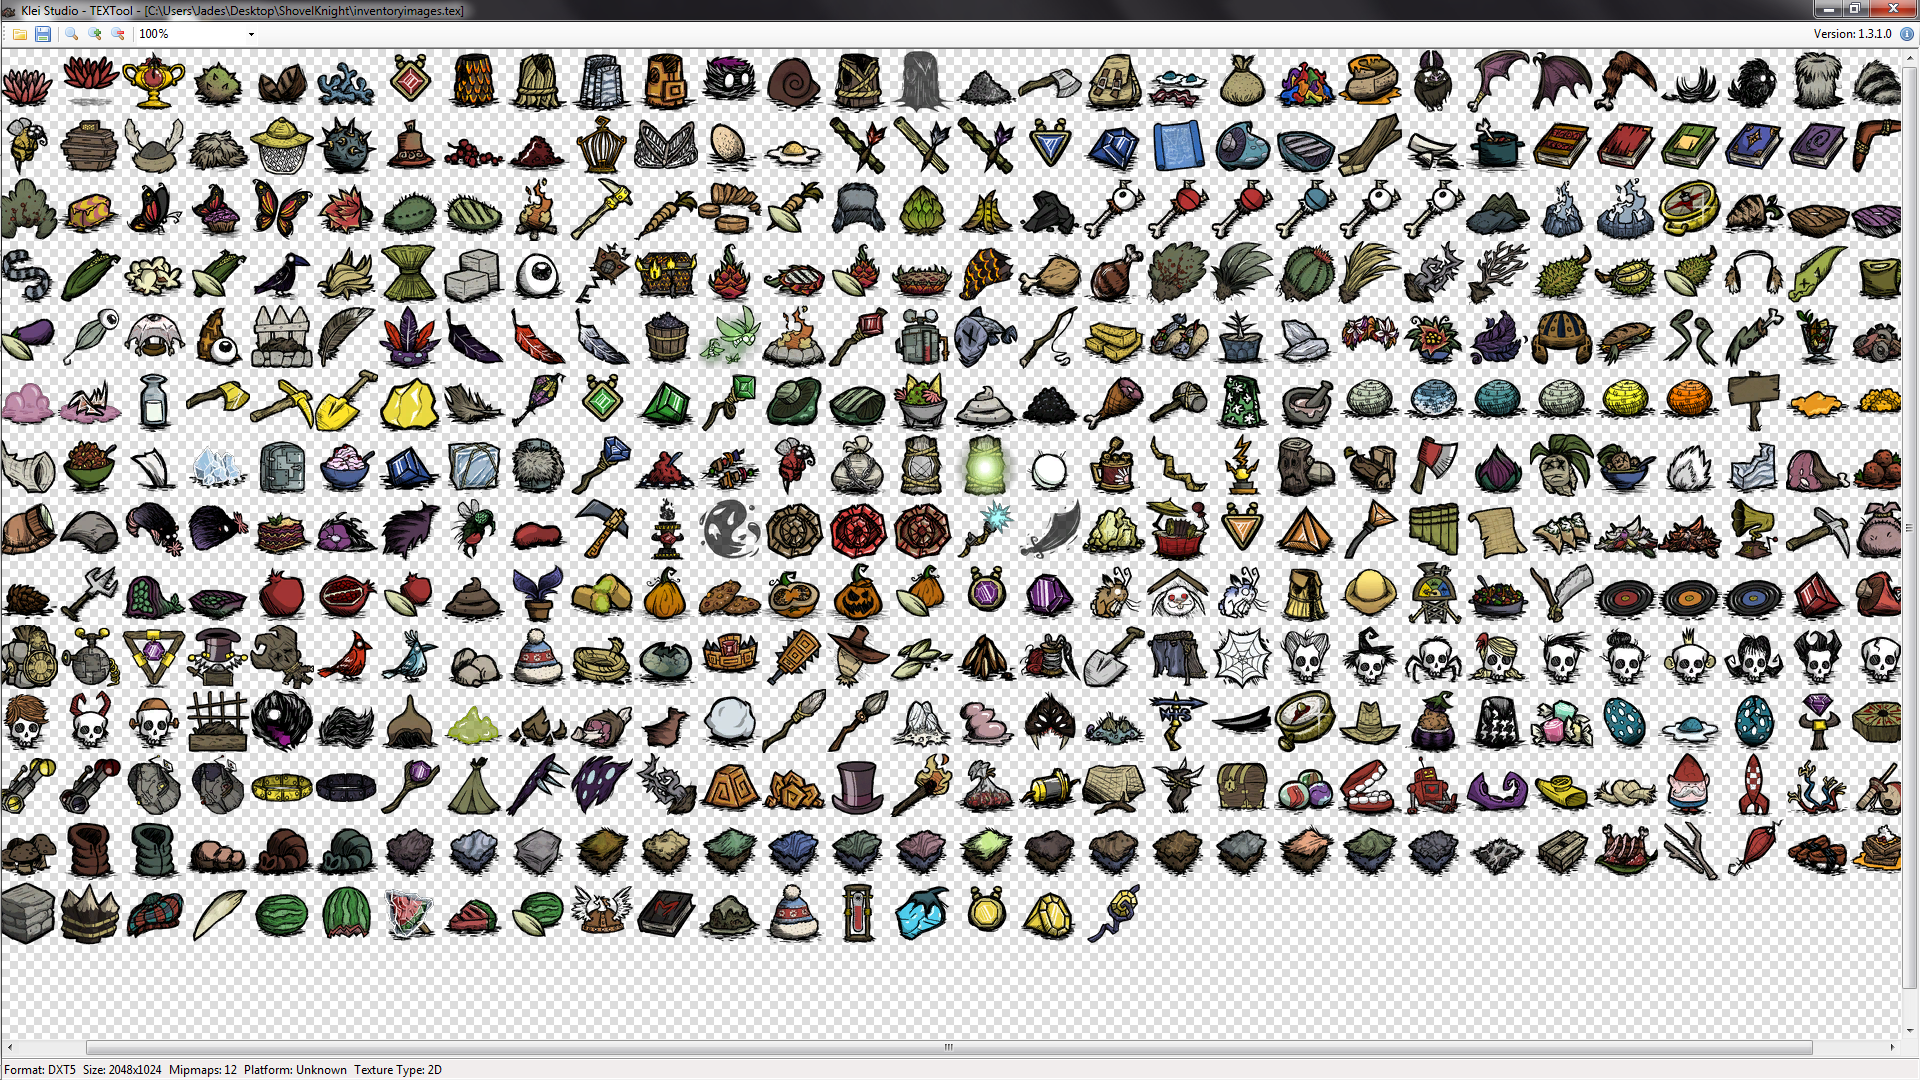 Klei Studio - TEXTool - [C:\Users\Jades\Desktop\ShovelKnight\inventoryimages.tex]
100%
Version: 1.3.1.0
Format: DXT5 Size: 2048x1024 Mipmaps: 12 Platform: Unknown Texture Type: 2D